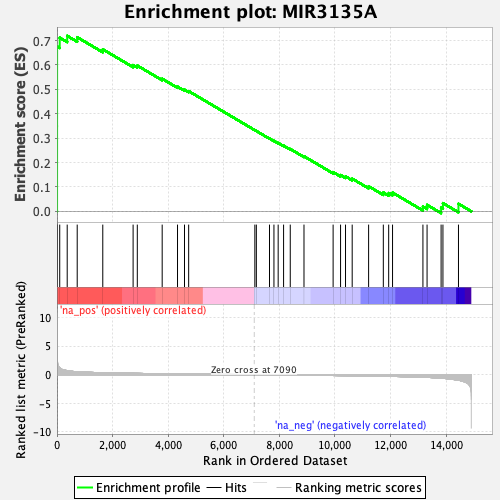 Enrichment plot: MIR3135A
Enrichment score (ES)
0.7
0.6
0.5
0.4
0.3
0.2
0.1
0.0
'na_pos' (positively correlated)
Ranked list metric (PreRanked)
10
5
0
-5
-10
Zero cross at 7090
'na_neg' (negatively correlated)
0 2,000 4,000 6,000 8,000 10,000 12,000 14,000
Rank in Ordered Dataset
Enrichment profile Hits Ranking metric scores